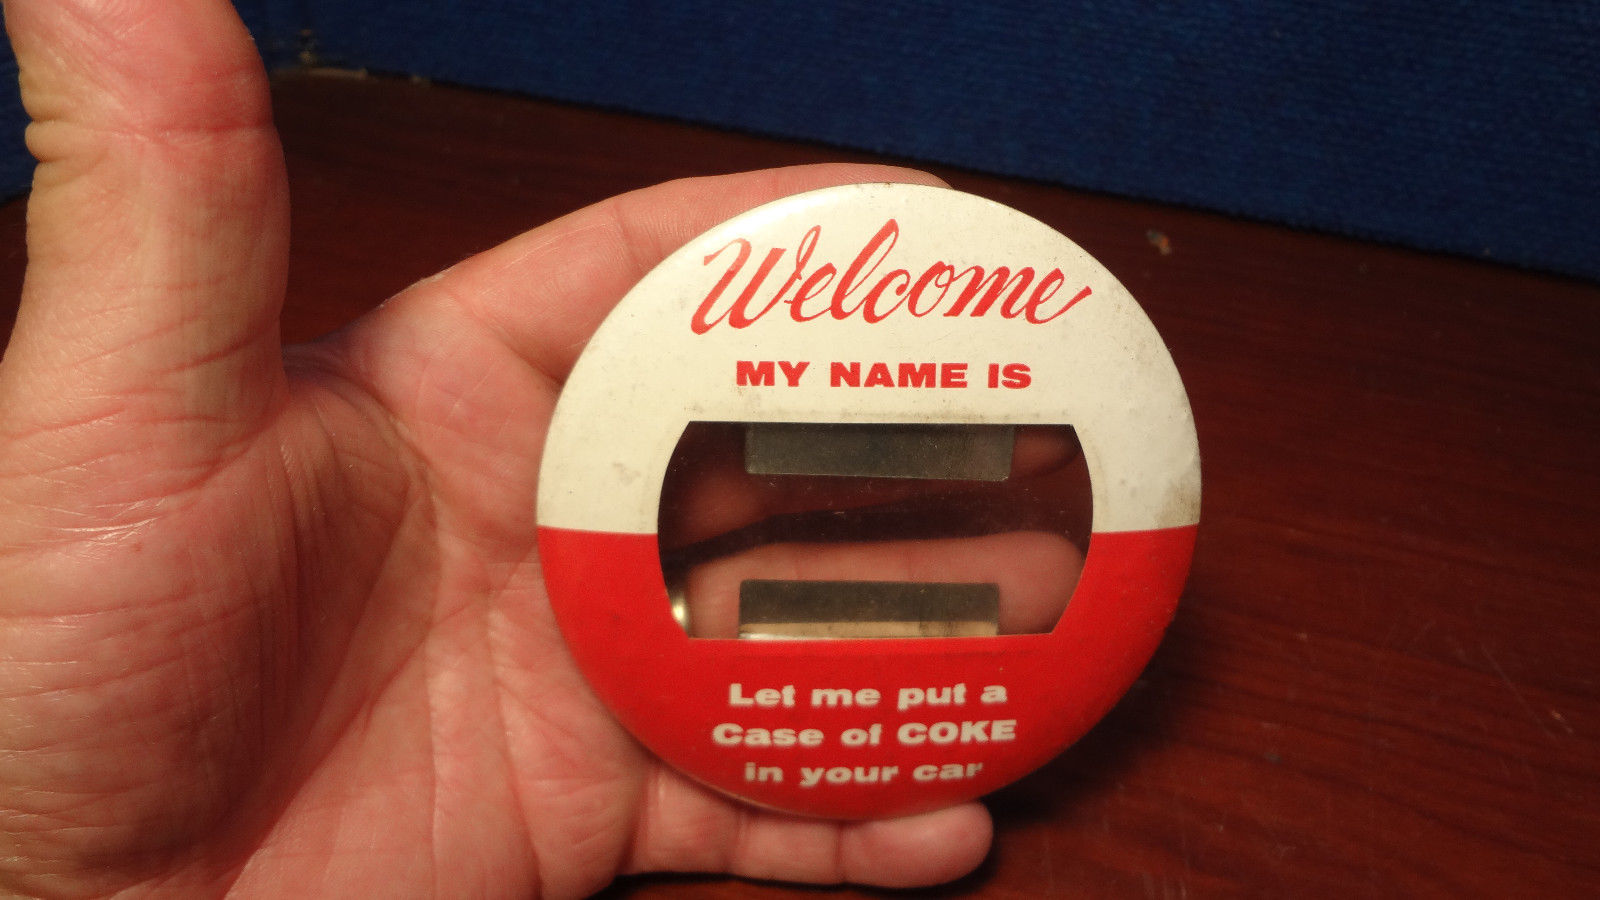 Welcome
MY NAME IS
Let me put a
Case of COKE
in your car